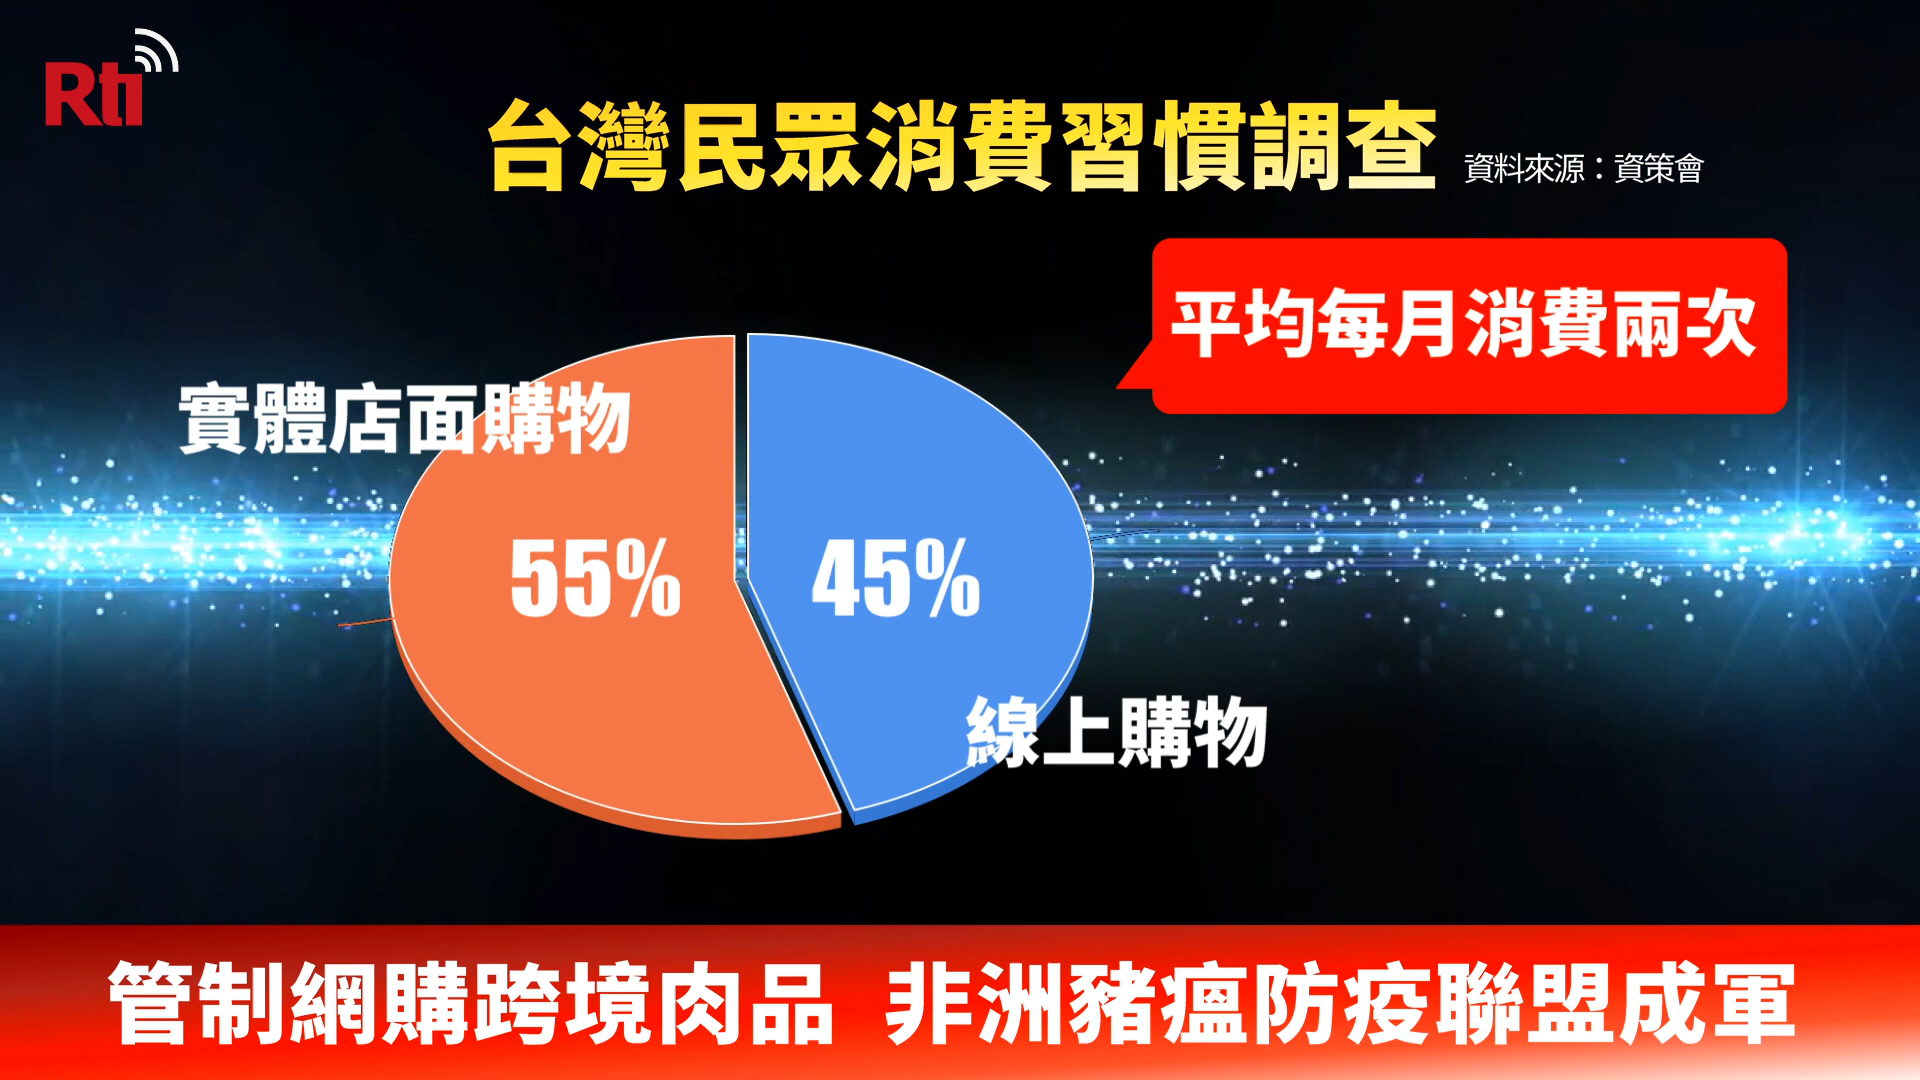 Rti
台灣民眾消費習慣調查
資料來源：資策會
平均每月消費兩次
實體店面購物
55%
45%
線上購物
管制網購跨境肉品 非洲豬瘟防疫聯盟成軍